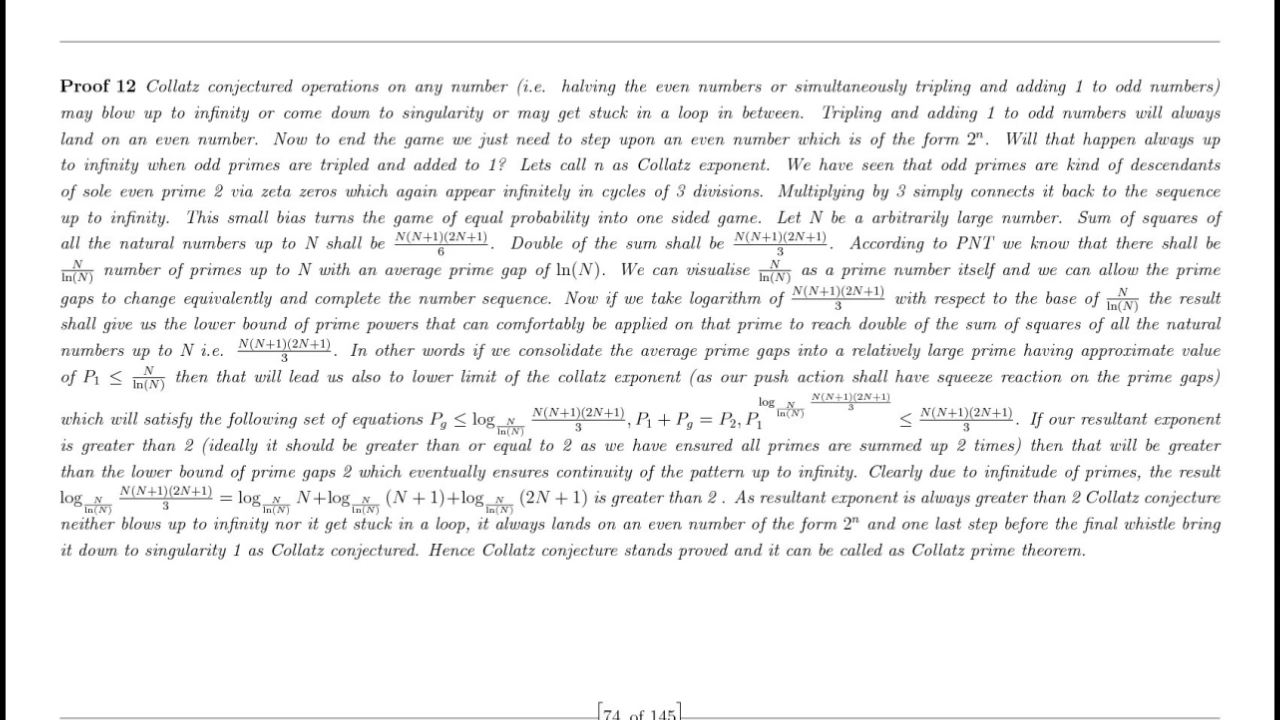 Proof 12 Collatz conjectured operations on any number (i.e. halving the even numbers or simultaneously tripling and adding 1 to odd numbers)
may blow up to infinity or come down to singularity or may get stuck in a loop in between. Tripling and adding 1 to odd numbers will always
land on an even number. Now to end the game we just need to step upon an even number which is of the form 2ⁿ. Will that happen always up
to infinity when odd primes are tripled and added to 1? Lets call n as Collatz exponent. We have seen that odd primes are kind of descendants
of sole even prime 2 via zeta zeros which again appear infinitely in cycles of 3 divisions. Multiplying by 3 simply connects it back to the sequence
up to infinity. This small bias turns the game of equal probability into one sided game. Let N be a arbitrarily large number. Sum of squares of
all the natural numbers up to N shall be $\frac{N(N+1)(2N+1)}{6}$. Double of the sum shall be $\frac{N(N+1)(2N+1)}{3}$. According to PNT we know that there shall be
$\frac{N}{\ln(N)}$ number of primes up to N with an average prime gap of ln(N). We can visualise $\frac{N}{\ln(N)}$ as a prime number itself and we can allow the prime
gaps to change equivalently and complete the number sequence. Now if we take logarithm of $\frac{N(N+1)(2N+1)}{3}$ with respect to the base of $\frac{N}{\ln(N)}$ the result
shall give us the lower bound of prime powers that can comfortably be applied on that prime to reach double of the sum of squares of all the natural
numbers up to N i.e. $\frac{N(N+1)(2N+1)}{3}$. In other words if we consolidate the average prime gaps into a relatively large prime having approximate value
of $P_1 \leq \frac{N}{\ln(N)}$ then that will lead us also to lower limit of the collatz exponent (as our push action shall have squeeze reaction on the prime gaps)
which will satisfy the following set of equations $P_g \leq \log_{\frac{N}{\ln(N)}} \frac{N(N+1)(2N+1)}{3}, P_1 + P_g = P_2, P_1^{\log_{\frac{N}{\ln(N)}} \frac{N(N+1)(2N+1)}{3}} \leq \frac{N(N+1)(2N+1)}{3}$. If our resultant exponent
is greater than 2 (ideally it should be greater than or equal to 2 as we have ensured all primes are summed up 2 times) then that will be greater
than the lower bound of prime gaps 2 which eventually ensures continuity of the pattern up to infinity. Clearly due to infinitude of primes, the result
$\log_{\frac{N}{\ln(N)}} \frac{N(N+1)(2N+1)}{3} = \log_{\frac{N}{\ln(N)}} N + \log_{\frac{N}{\ln(N)}} (N+1) + \log_{\frac{N}{\ln(N)}} (2N+1)$ is greater than 2 . As resultant exponent is always greater than 2 Collatz conjecture
neither blows up to infinity nor it get stuck in a loop, it always lands on an even number of the form 2ⁿ and one last step before the final whistle bring
it down to singularity 1 as Collatz conjectured. Hence Collatz conjecture stands proved and it can be called as Collatz prime theorem.
74 of 145